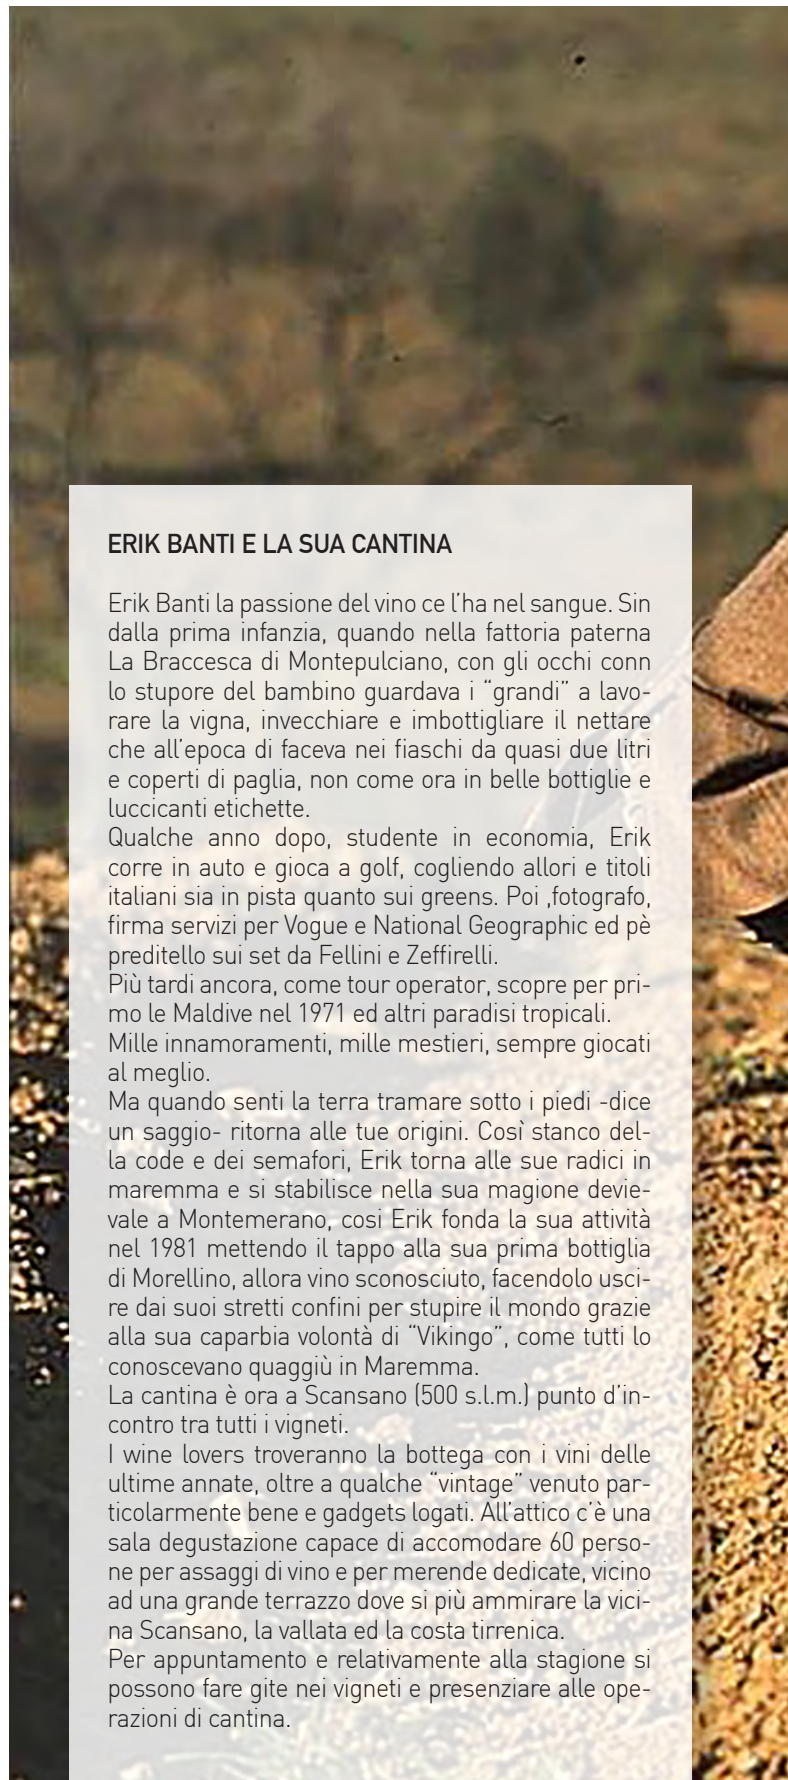 ERIK BANTI E LA SUA CANTINA
Erik Banti la passione del vino ce l’ha nel sangue. Sin
dalla prima infanzia, quando nella fattoria paterna
La Braccesca di Montepulciano, con gli occhi conn
lo stupore del bambino guardava i “grandi” a lavo-
rare la vigna, invecchiare e imbottigliare il nettare
che all’epoca di faceva nei fiaschi da quasi due litri
e coperti di paglia, non come ora in belle bottiglie e
luccicanti etichette.
Qualche anno dopo, studente in economia, Erik
corre in auto e gioca a golf, cogliendo allori e titoli
italiani sia in pista quanto sui greens. Poi ,fotografo,
firma servizi per Vogue e National Geographic ed pè
preditello sui set da Fellini e Zeffirelli.
Più tardi ancora, come tour operator, scopre per pri-
mo le Maldive nel 1971 ed altri paradisi tropicali.
Mille innamoramenti, mille mestieri, sempre giocati
al meglio.
Ma quando senti la terra tramare sotto i piedi -dice
un saggio- ritorna alle tue origini. Così stanco del-
la code e dei semafori, Erik torna alle sue radici in
maremma e si stabilisce nella sua magione devie-
vale a Montemerano, cosi Erik fonda la sua attività
nel 1981 mettendo il tappo alla sua prima bottiglia
di Morellino, allora vino sconosciuto, facendolo usci-
re dai suoi stretti confini per stupire il mondo grazie
alla sua caparbia volontà di “Vikingo”, come tutti lo
conoscevano quaggiù in Maremma.
La cantina è ora a Scansano (500 s.l.m.) punto d’in-
contro tra tutti i vigneti.
I wine lovers troveranno la bottega con i vini delle
ultime annate, oltre a qualche “vintage” venuto par-
ticolarmente bene e gadgets logati. All’attico c’è una
sala degustazione capace di accomodare 60 perso-
ne per assaggi di vino e per merende dedicate, vicino
ad una grande terrazzo dove si più ammirare la vici-
na Scansano, la vallata ed la costa tirrenica.
Per appuntamento e relativamente alla stagione si
possono fare gite nei vigneti e presenziare alle ope-
razioni di cantina.